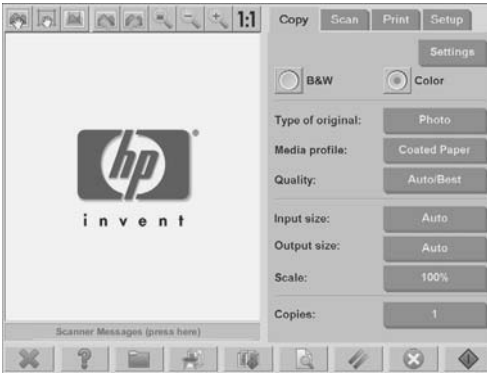 1:1
Copy Scan Print Setup
Settings
B&W Color
Type of original: Photo
Media profile: Coated Paper
Quality: Auto/Best
Input size: Auto
Output size: Auto
Scale: 100%
Copies: 1
hp
invent
Scanner Messages (press here)